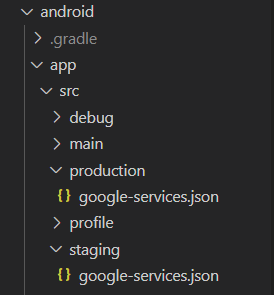 android
.gradle
app
src
debug
main
production
{} google-services.json
profile
staging
{} google-services.json